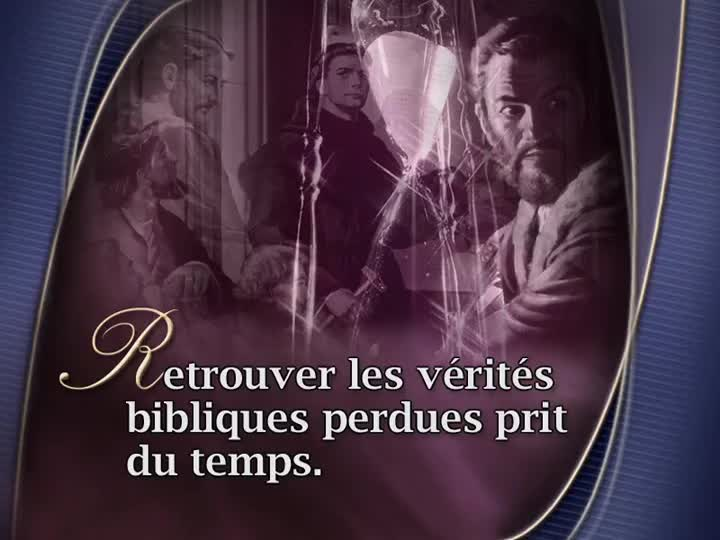 Retrouver les vérités
bibliques perdues prit
du temps.